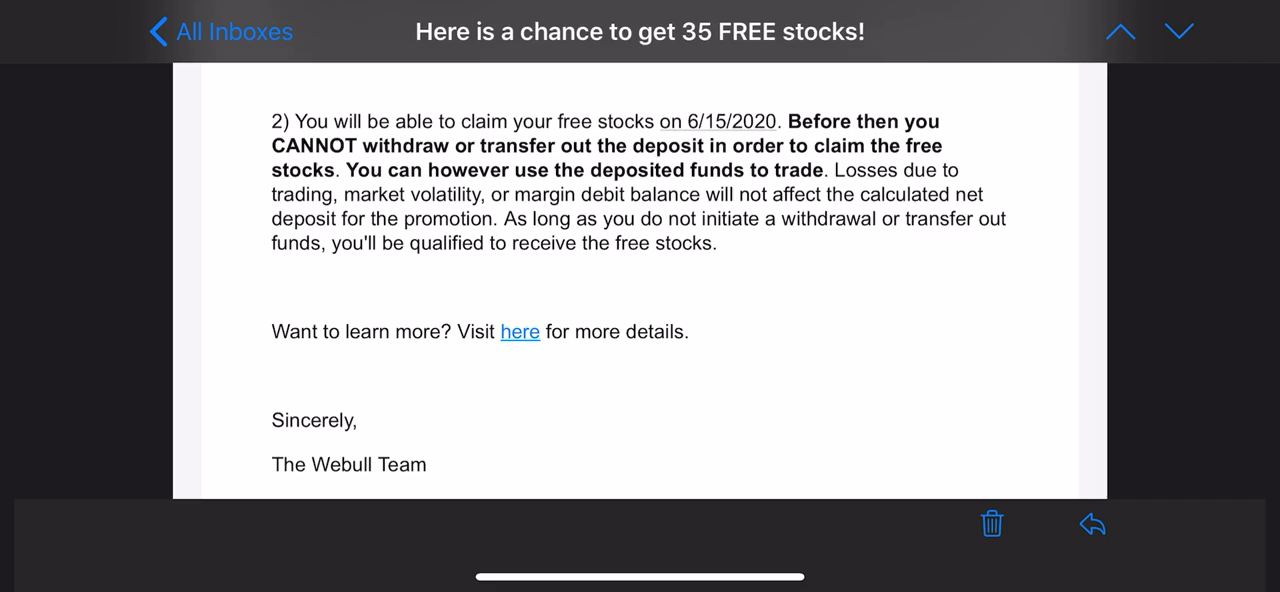 All Inboxes
Here is a chance to get 35 FREE stocks!
2) You will be able to claim your free stocks on 6/15/2020. Before then you
CANNOT withdraw or transfer out the deposit in order to claim the free
stocks. You can however use the deposited funds to trade. Losses due to
trading, market volatility, or margin debit balance will not affect the calculated net
deposit for the promotion. As long as you do not initiate a withdrawal or transfer out
funds, you'll be qualified to receive the free stocks.
Want to learn more? Visit here for more details.
Sincerely,
The Webull Team